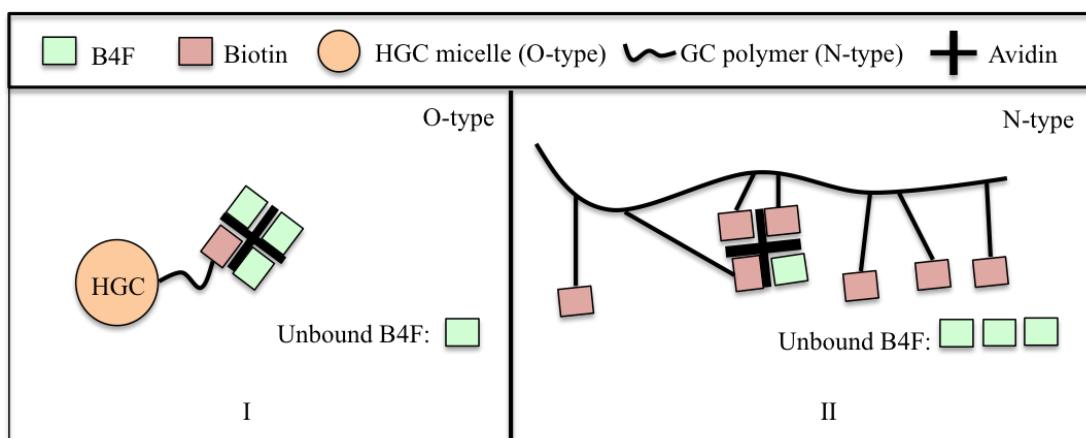 B4F Biotin HGC micelle (O-type) GC polymer (N-type) Avidin
O-type
HGC
Unbound B4F:
I
N-type
Unbound B4F:
II